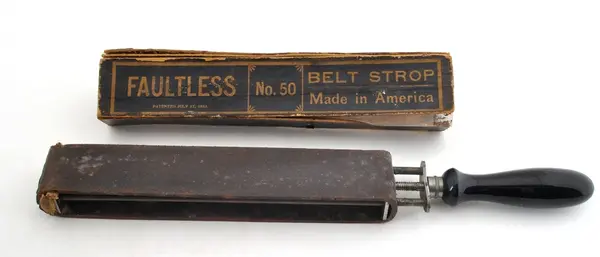 FAULTLESS
No. 50
BELT STROP
Made in America